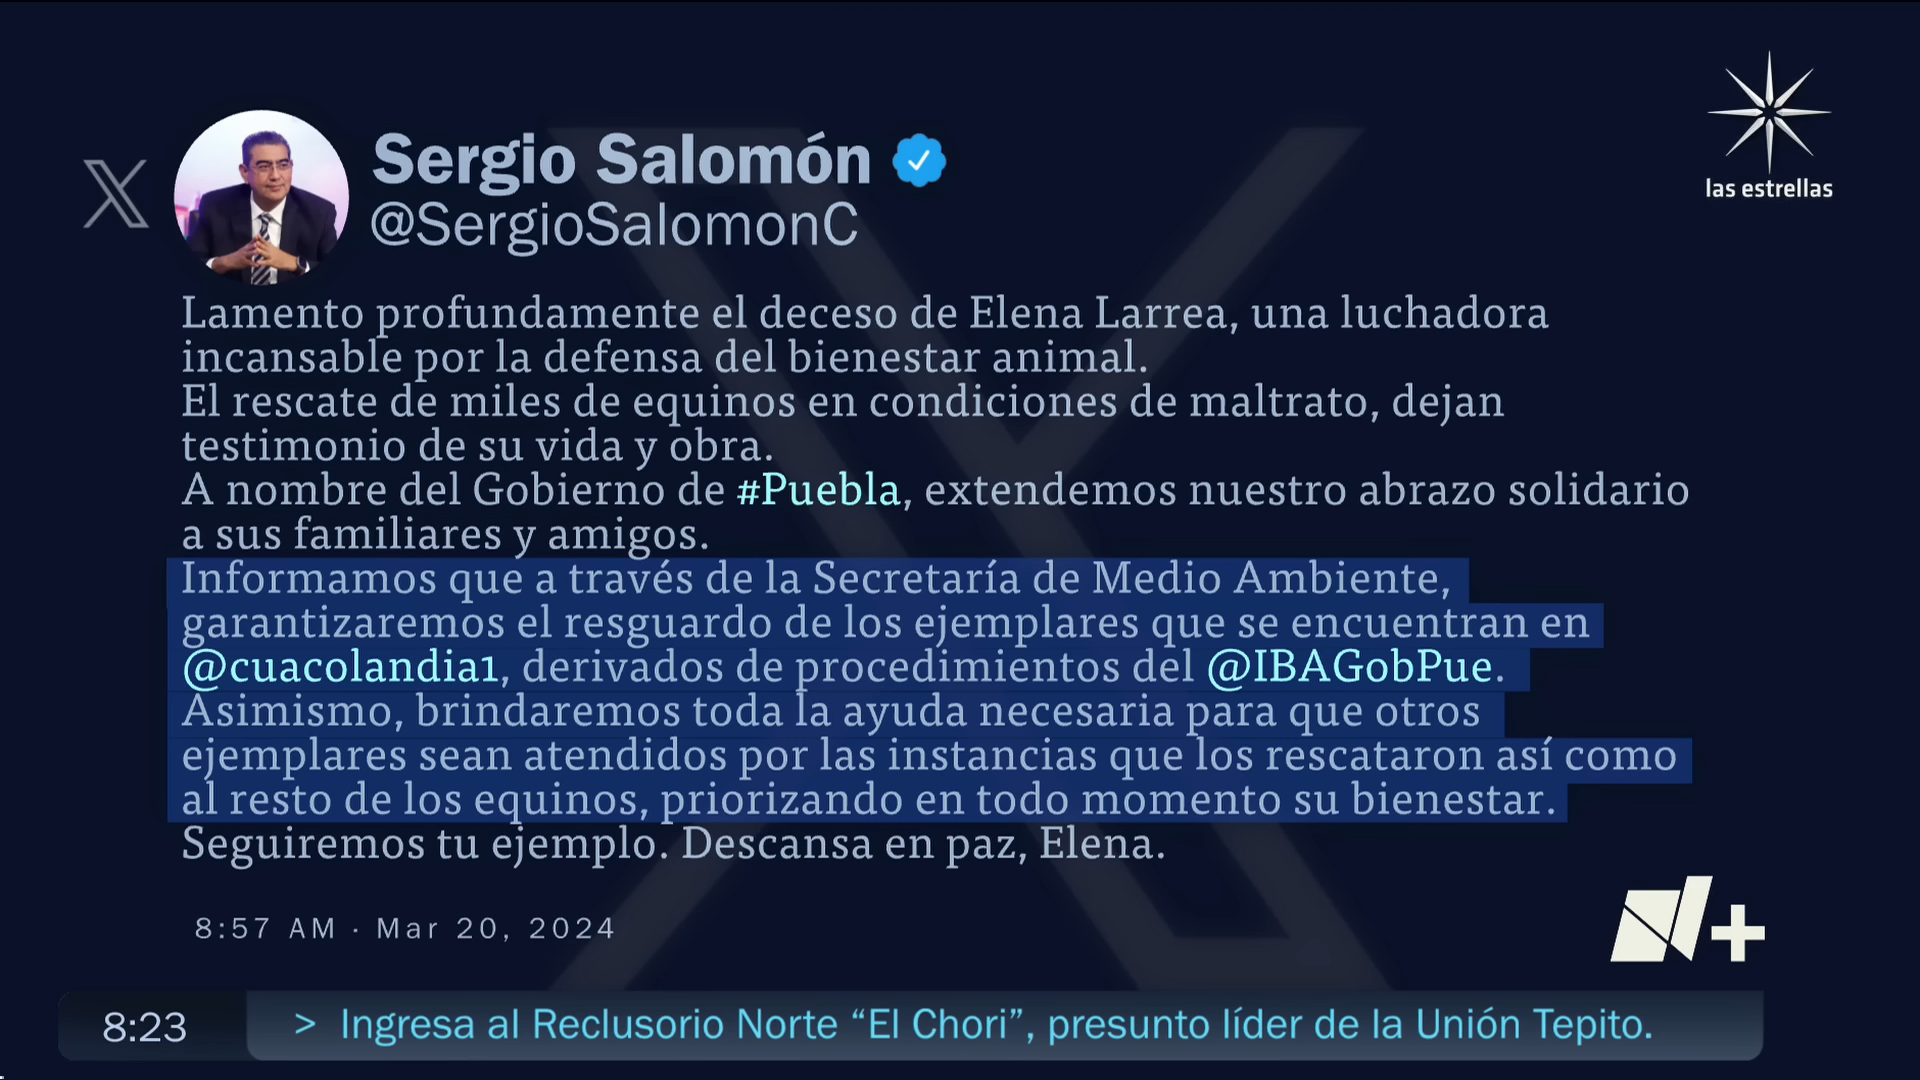 las estrellas
Sergio Salomón
@SergioSalomonC
Lamento profundamente el deceso de Elena Larrea, una luchadora
incansable por la defensa del bienestar animal.
El rescate de miles de equinos en condiciones de maltrato, dejan
testimonio de su vida y obra.
A nombre del Gobierno de #Puebla, extendemos nuestro abrazo solidario
a sus familiares y amigos.
Informamos que a través de la Secretaría de Medio Ambiente,
garantizaremos el resguardo de los ejemplares que se encuentran en
@cuacolandia1, derivados de procedimientos del @IBAGobPue.
Asimismo, brindaremos toda la ayuda necesaria para que otros
ejemplares sean atendidos por las instancias que los rescataron así como
al resto de los equinos, priorizando en todo momento su bienestar.
Seguiremos tu ejemplo. Descansa en paz, Elena.
8:57 AM · Mar 20, 2024
N+
8:23
> Ingresa al Reclusorio Norte “El Chori”, presunto líder de la Unión Tepito.